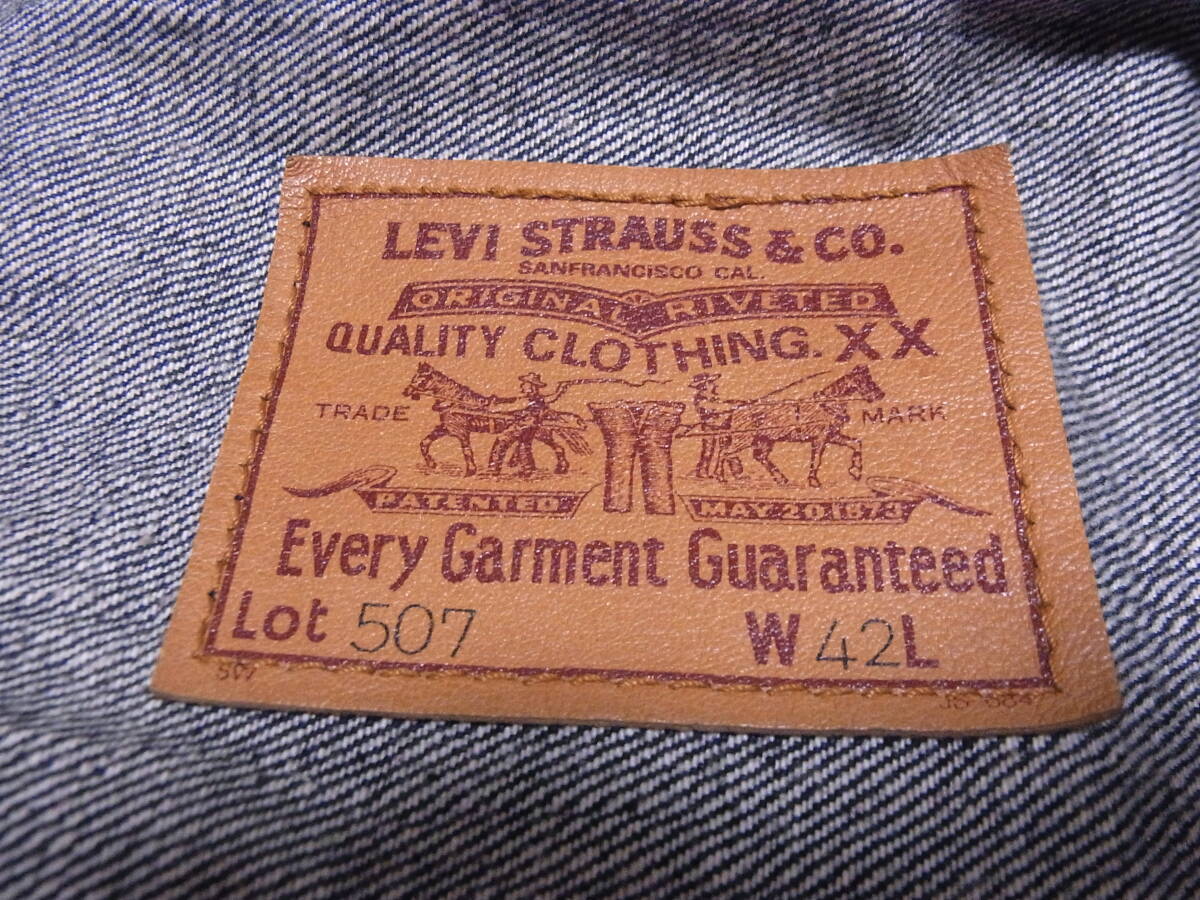 LEVI STRAUSS & CO.
SANFRANCISCO CAL.
ORIGINAL RIVETED
QUALITY CLOTHING. XX
TRADE MARK
PATENTED MAY 20 1873
Every Garment Guaranteed
Lot 507 W 42 L
507